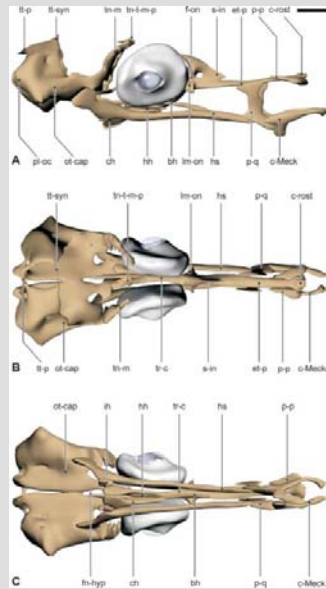 tt-p tt-syn tn-m tn-t-m-p f-on s-in et-p p-p c-rost
A pl-oc ot-cap ch hh bh lm-on hs p-q c-Meck
tn-t-m-p lm-on hs p-q c-rost
tt-syn
B tt-p ot-cap tn-m tr-c s-in et-p p-p c-Meck
ot-cap ih hh tr-c hs p-p
C fn-hyp ch bh p-q c-Meck